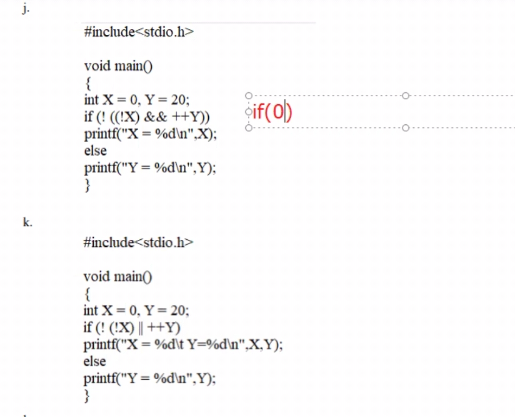 j.
#include<stdio.h>
void main()
{
int X = 0, Y = 20;
if (! ((!X) && ++Y))
if(0)
printf("X = %d\n",X);
else
printf("Y = %d\n",Y);
}
k.
#include<stdio.h>
void main()
{
int X = 0, Y = 20;
if (! (!X) || ++Y)
printf("X = %d\t Y=%d\n",X,Y);
else
printf("Y = %d\n",Y);
}